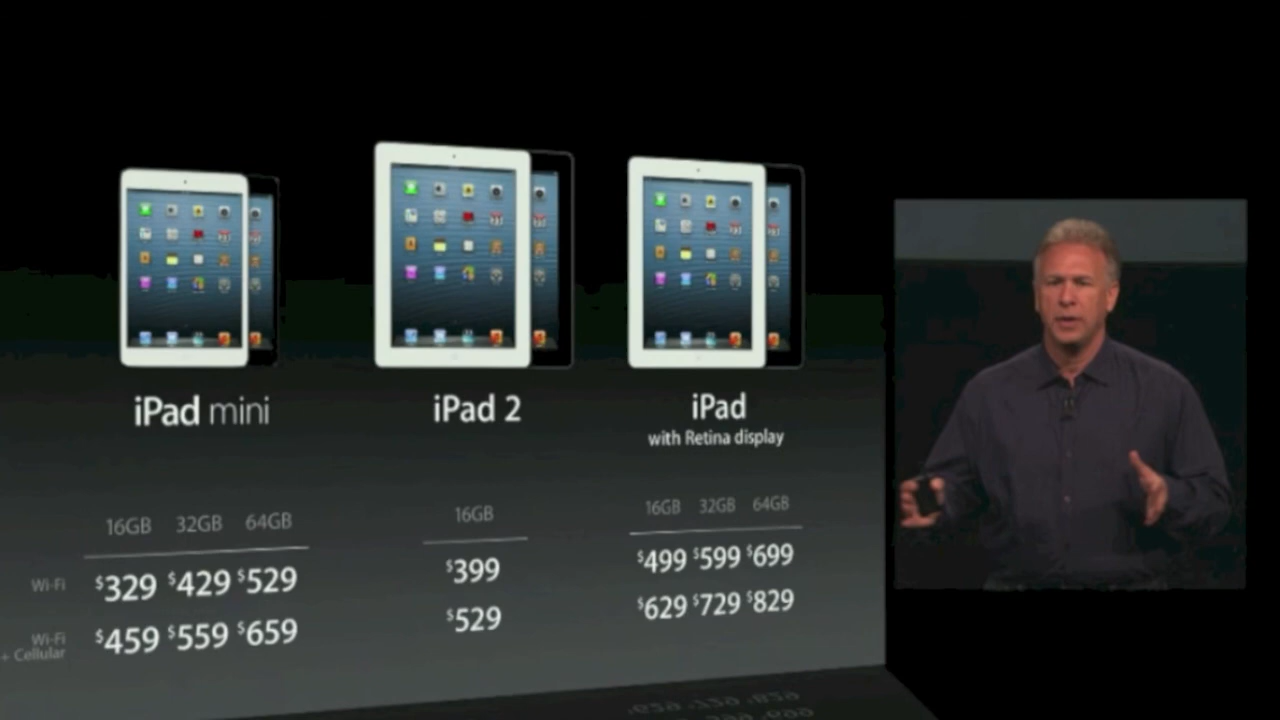 iPad mini
iPad 2
iPad
with Retina display
16GB 32GB 64GB
16GB
16GB 32GB 64GB
Wi-Fi $329 $429 $529
$399
$499 $599 $699
Wi-Fi
+ Cellular $459 $559 $659
$529
$629 $729 $829